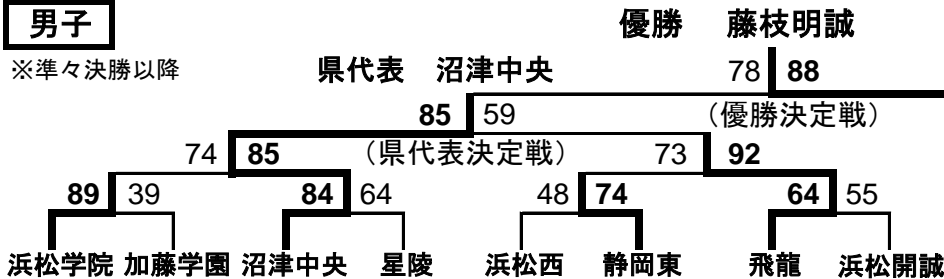 男子
優勝 藤枝明誠
※準々決勝以降
県代表 沼津中央
78 88
85 59
(優勝決定戦)
74 85
(県代表決定戦)
73 92
89 39
84 64
48 74
64 55
浜松学院 加藤学園 沼津中央 星陵 浜松西 静岡東 飛龍 浜松開誠